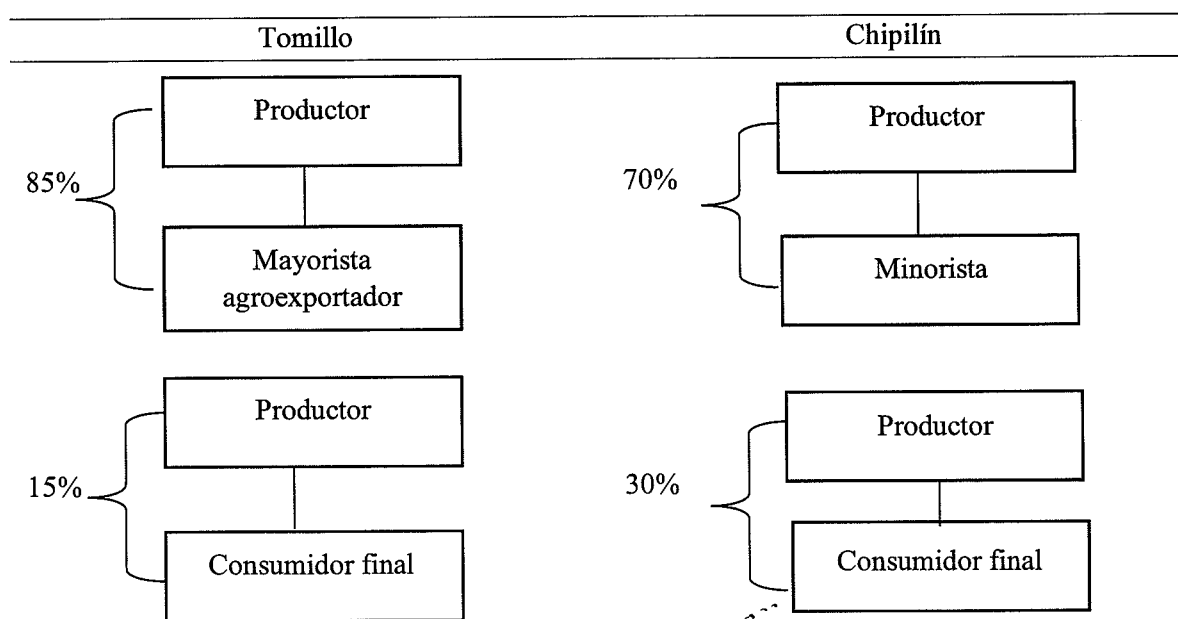 Tomillo
Chipilín
Productor
85%
Mayorista
agroexportador
Productor
70%
Minorista
Productor
15%
Consumidor final
Productor
30%
Consumidor final